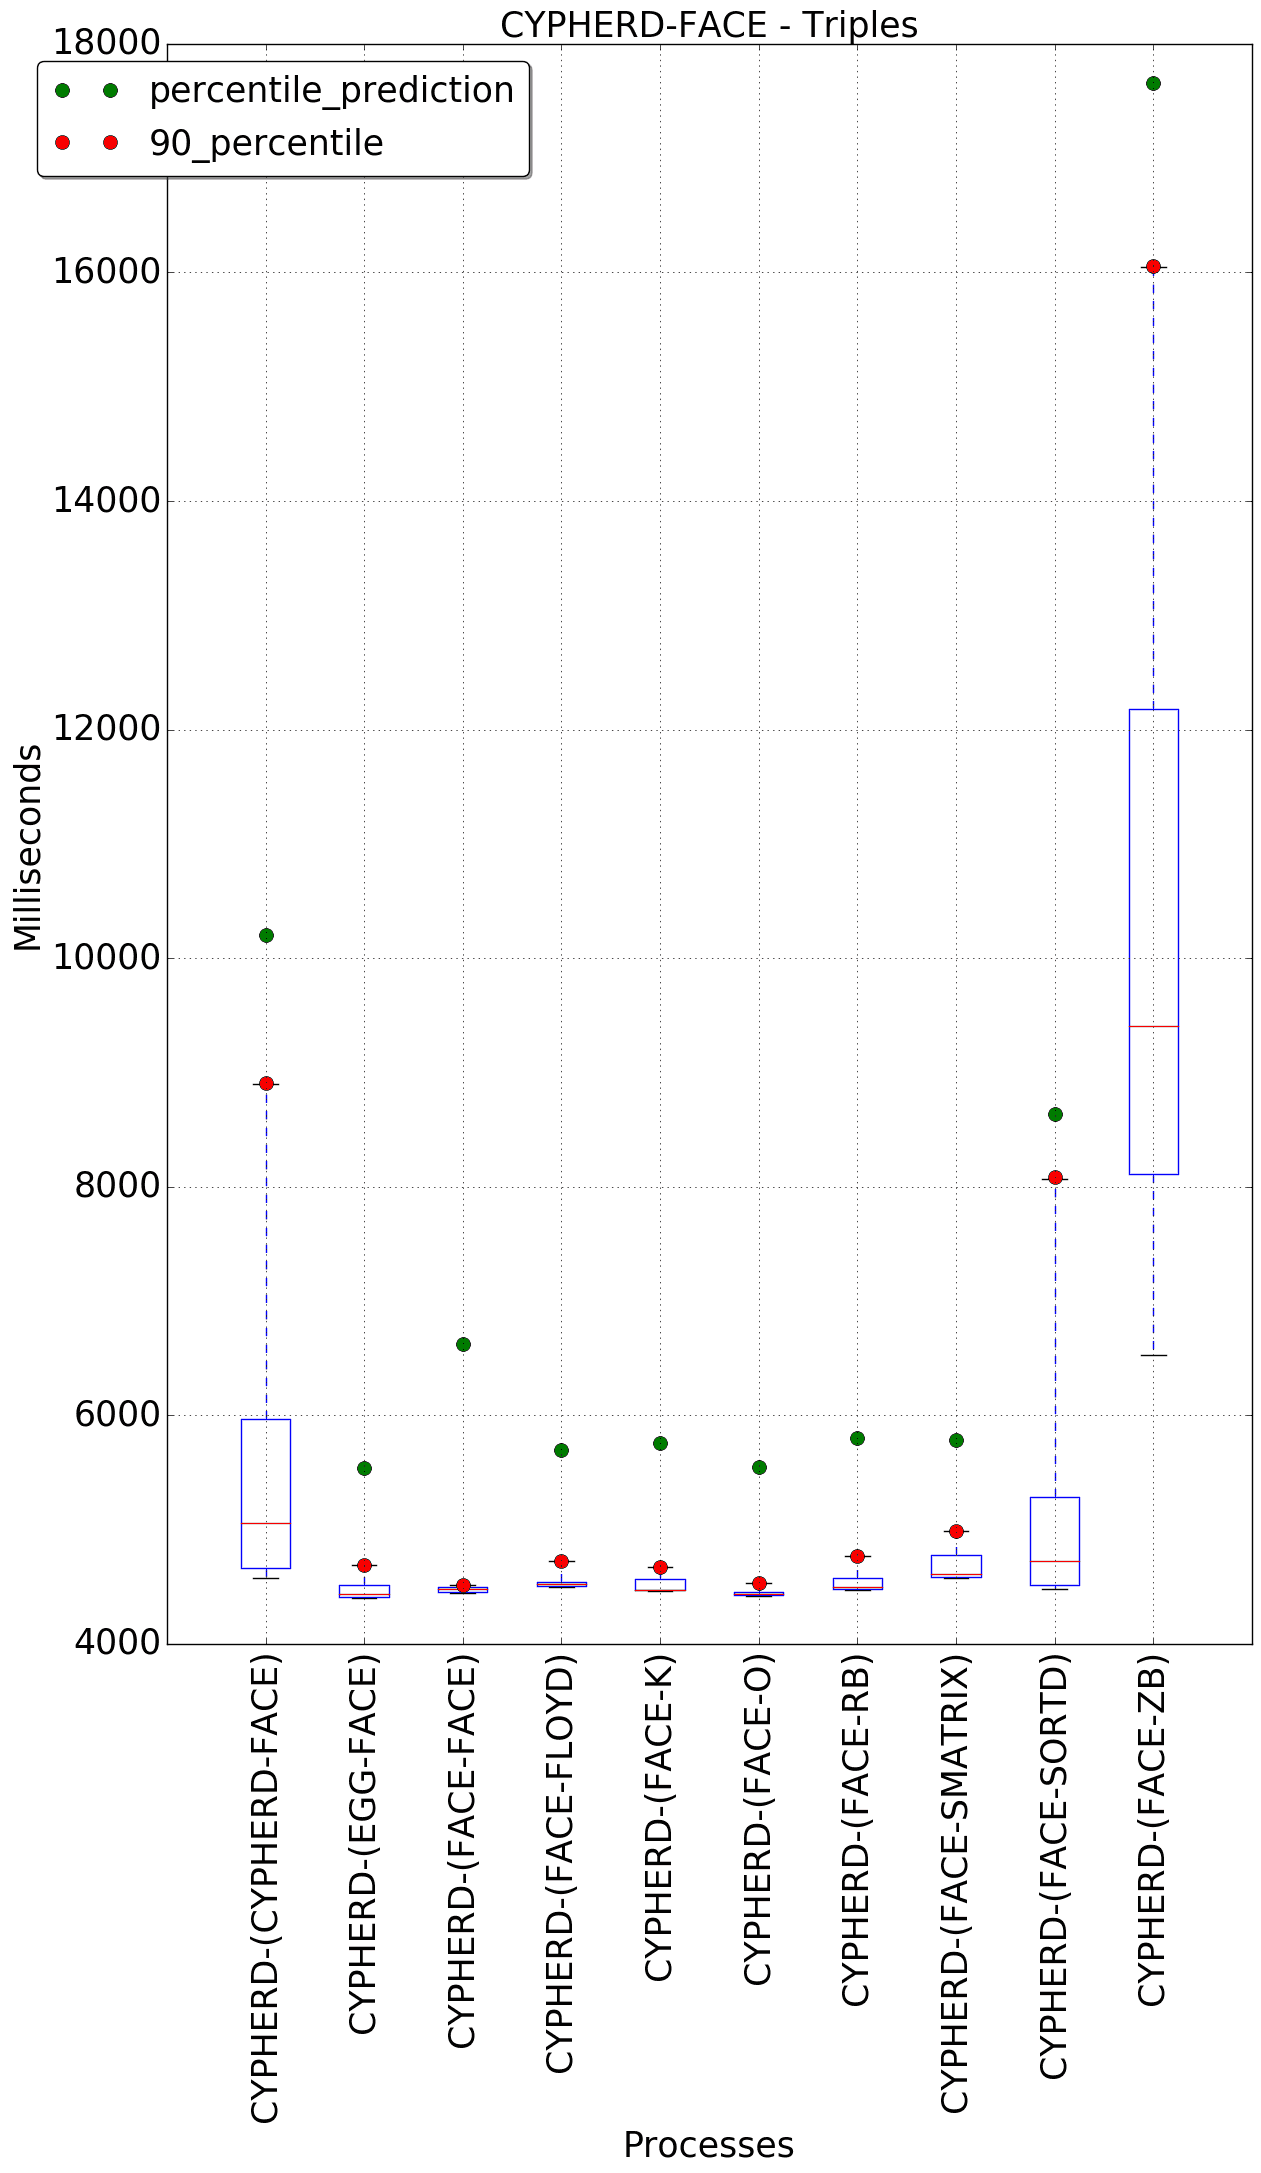 CYPHERD-FACE - Triples
percentile_prediction
90_percentile
18000
16000
14000
12000
10000
8000
6000
4000
Milliseconds
CYPHERD-(CYPHERD-FACE)
CYPHERD-(EGG-FACE)
CYPHERD-(FACE-FACE)
CYPHERD-(FACE-FLOYD)
CYPHERD-(FACE-K)
CYPHERD-(FACE-O)
CYPHERD-(FACE-RB)
CYPHERD-(FACE-SMATRIX)
CYPHERD-(FACE-SORTD)
CYPHERD-(FACE-ZB)
Processes